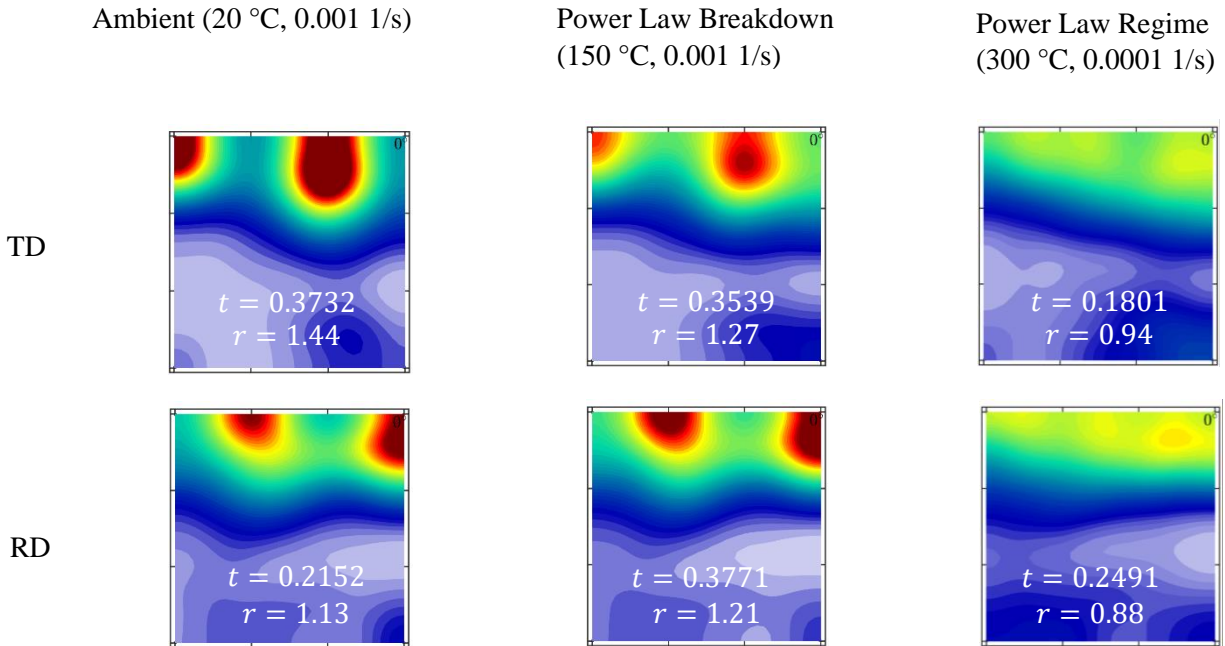 Ambient (20 °C, 0.001 1/s)
Power Law Breakdown
(150 °C, 0.001 1/s)
Power Law Regime
(300 °C, 0.0001 1/s)
TD
0°
t = 0.3732
r = 1.44
0°
t = 0.3539
r = 1.27
0°
t = 0.1801
r = 0.94
RD
0°
t = 0.2152
r = 1.13
0°
t = 0.3771
r = 1.21
0°
t = 0.2491
r = 0.88